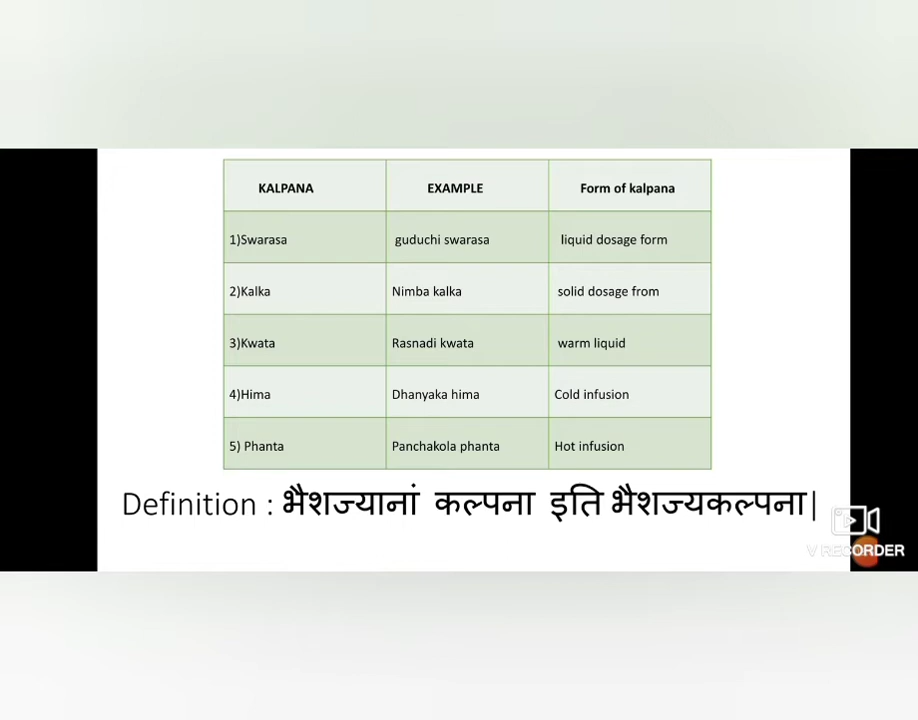 KALPANA EXAMPLE Form of kalpana
1)Swarasa guduchi swarasa liquid dosage form
2)Kalka Nimba kalka solid dosage from
3)Kwata Rasnadi kwata warm liquid
4)Hima Dhanyaka hima Cold infusion
5) Phanta Panchakola phanta Hot infusion
Definition : भैशज्यानां कल्पना इति भैशज्यकल्पना|
V RECORDER